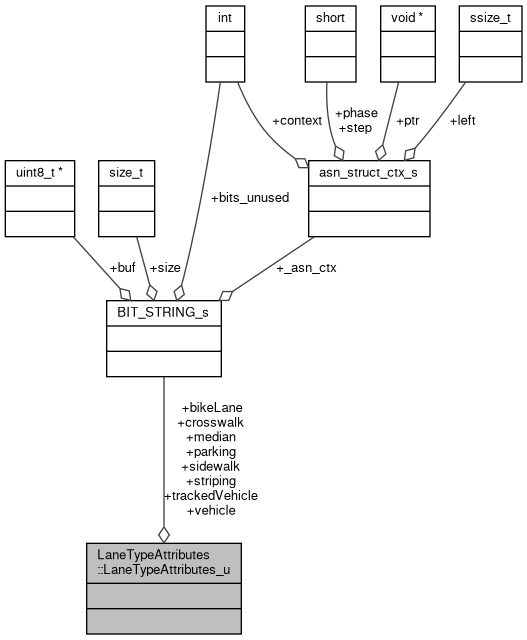 int
short
void *
ssize_t
+context
+phase
+step
+ptr
+left
uint8_t *
size_t
asn_struct_ctx_s
+bits_unused
+buf
+size
+_asn_ctx
BIT_STRING_s
+bikeLane
+crosswalk
+median
+parking
+sidewalk
+striping
+trackedVehicle
+vehicle
LaneTypeAttributes
::LaneTypeAttributes_u